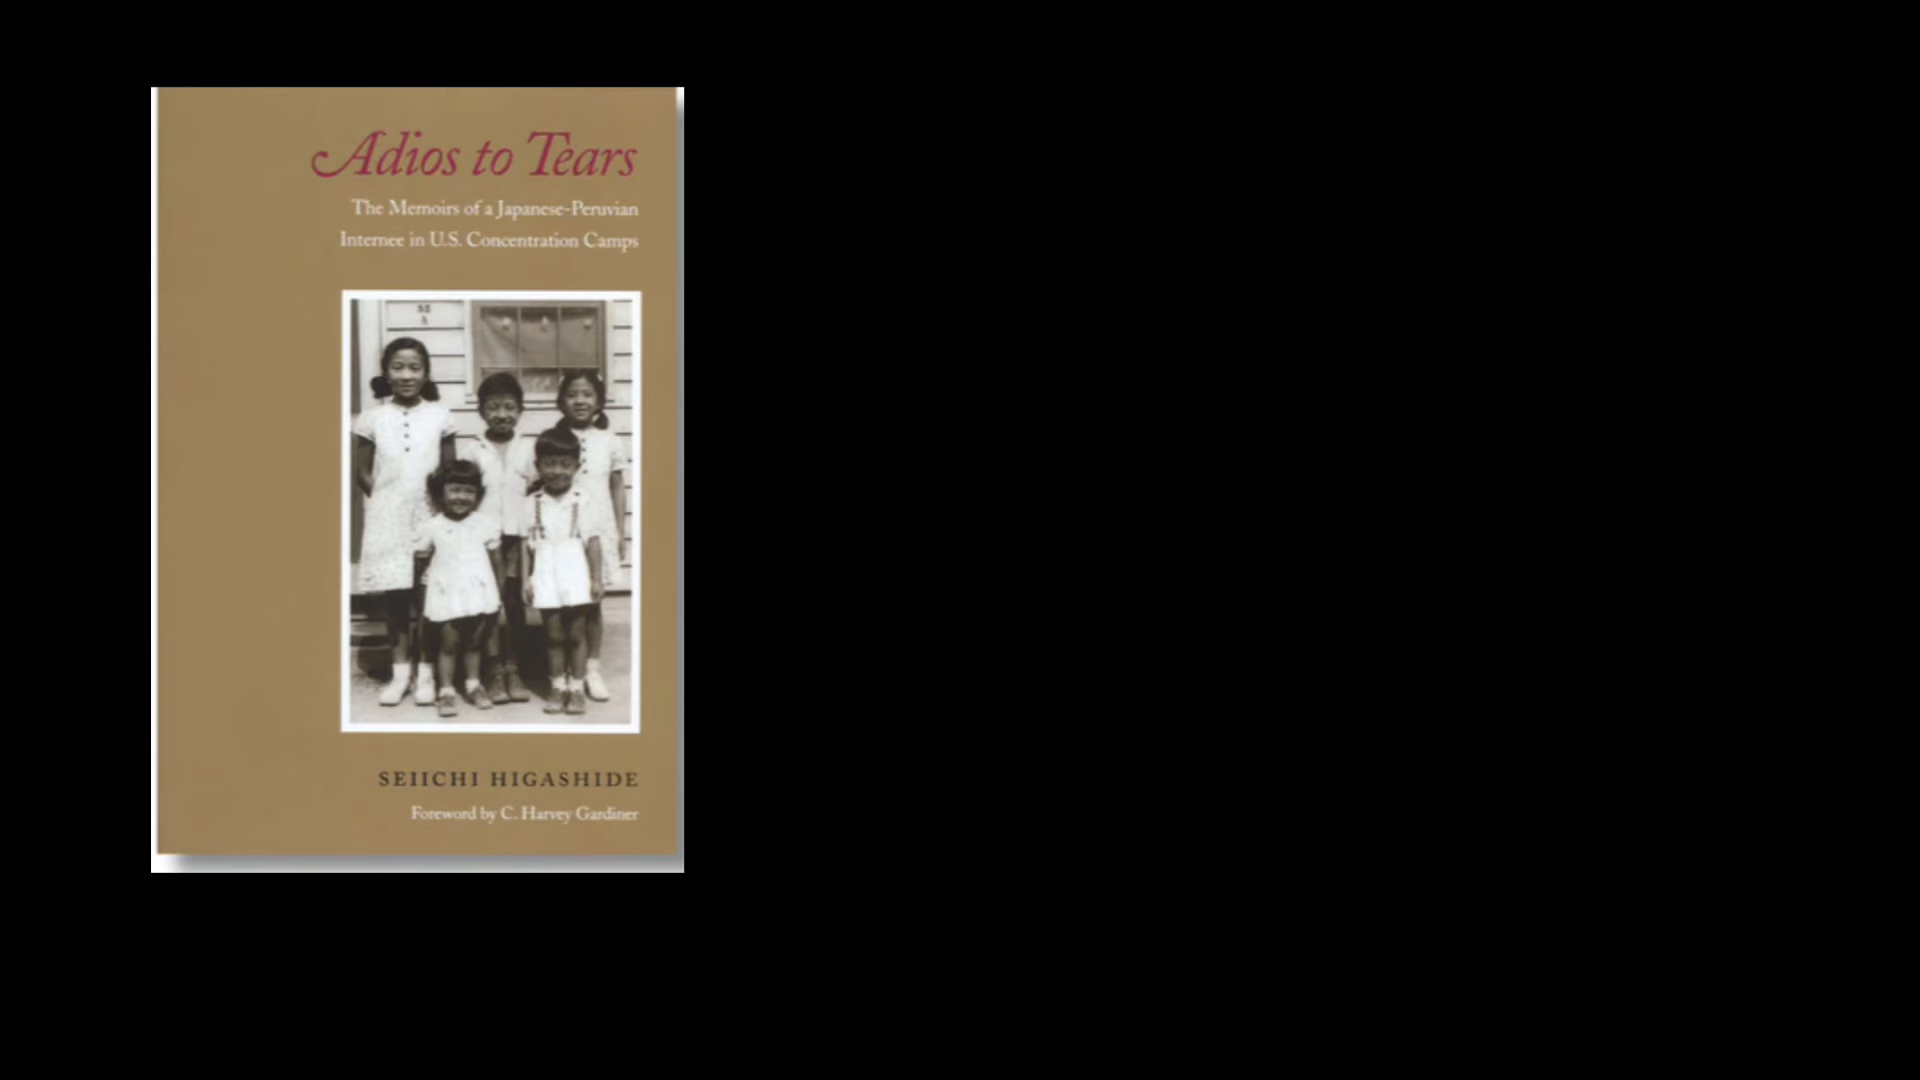 Adios to Tears
The Memoirs of a Japanese-Peruvian
Internee in U.S. Concentration Camps
SEIICHI HIGASHIDE
Foreword by C. Harvey Gardiner